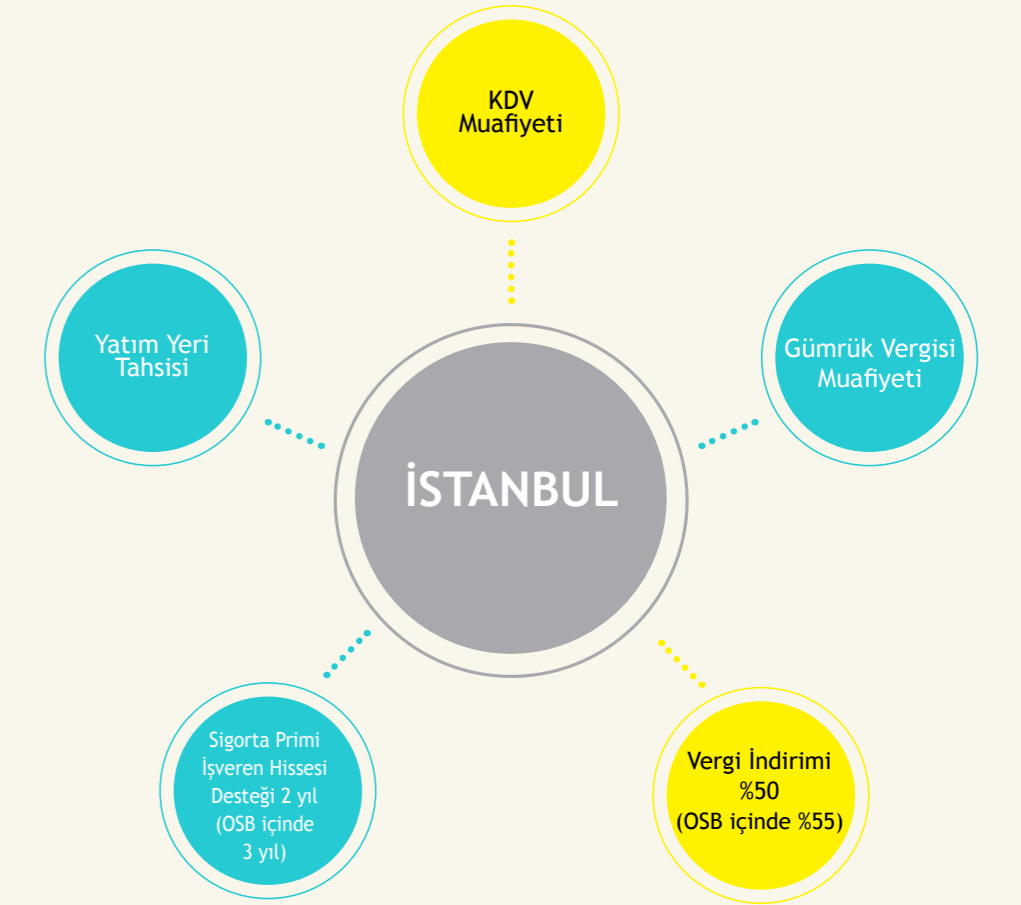 KDV
Muafiyeti
Yatım Yeri
Tahsisi
Gümrük Vergisi
Muafiyeti
İSTANBUL
Sigorta Primi
İşveren Hissesi
Desteği 2 yıl
(OSB içinde
3 yıl)
Vergi İndirimi
%50
(OSB içinde %55)